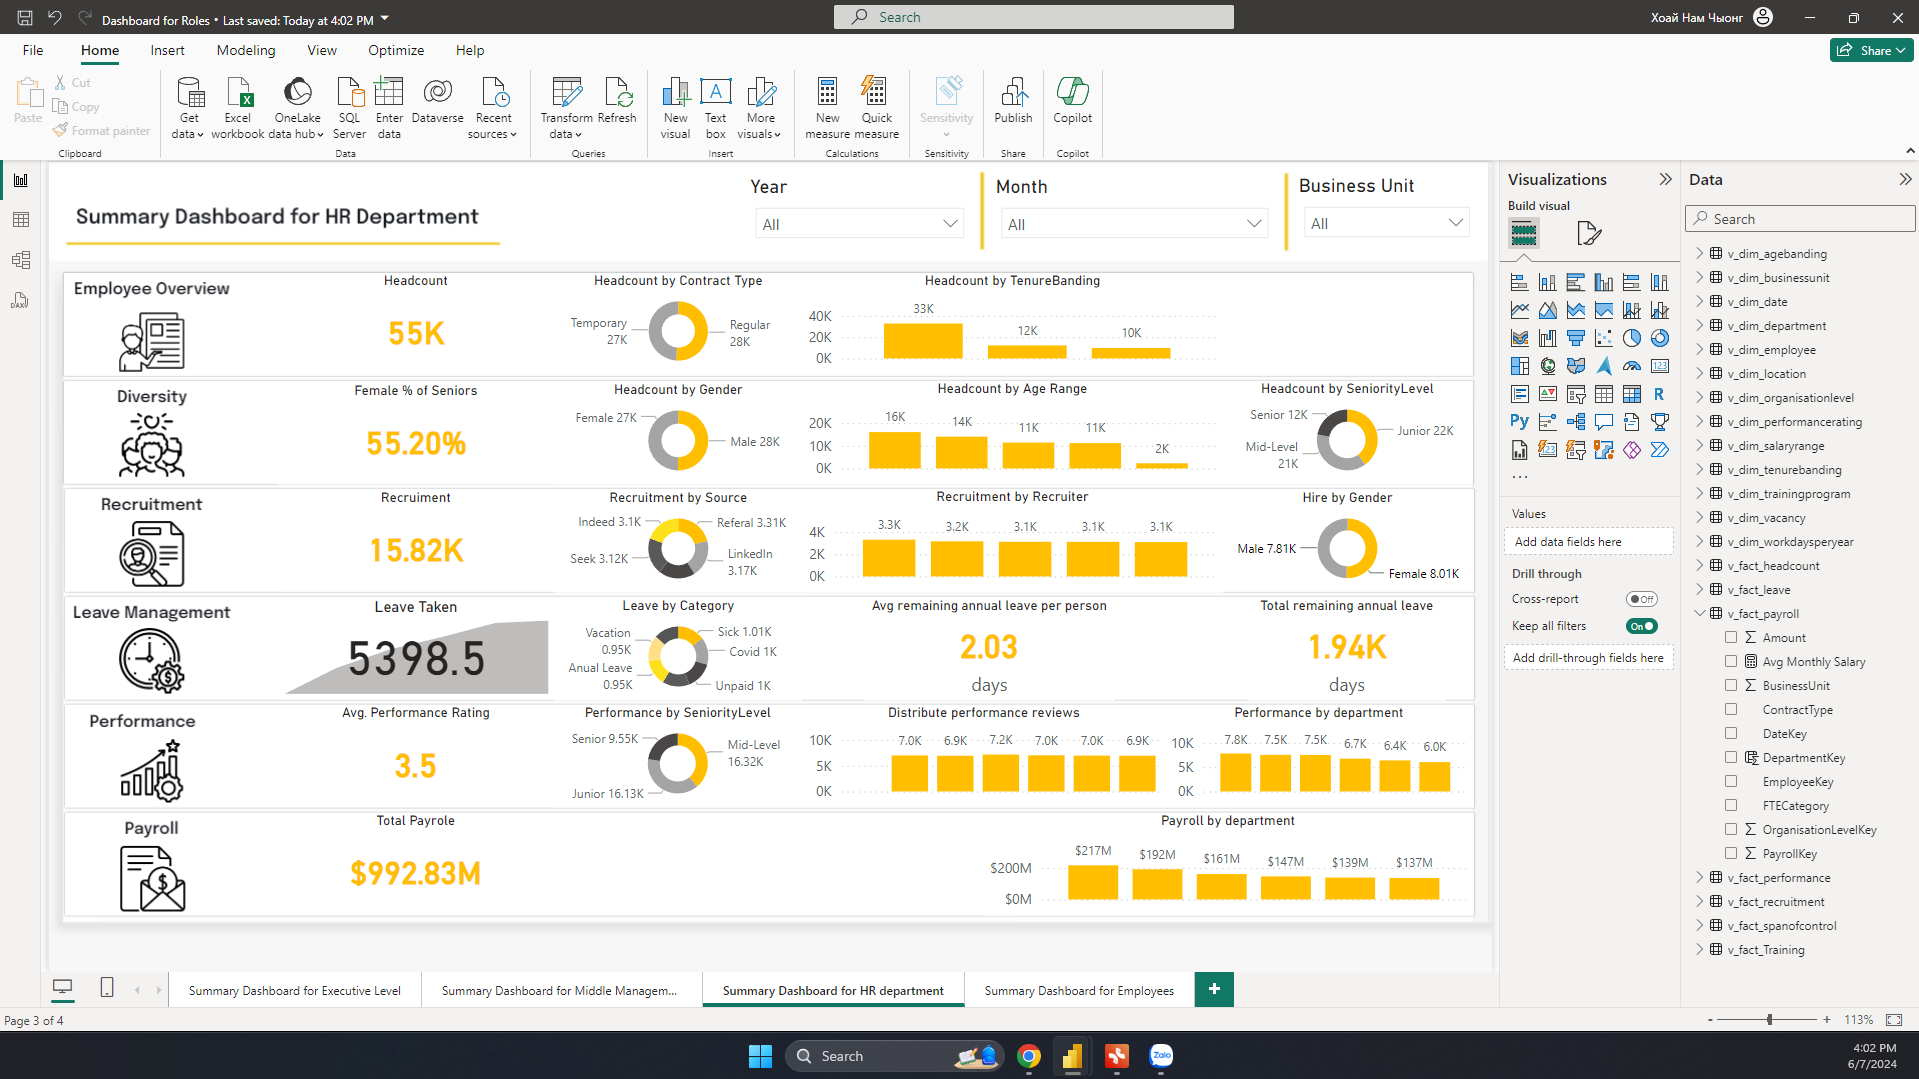 Dashboard for Roles • Last saved: Today at 4:02 PM
Search
Хоай Нам Чыонг
File
Home
Insert
Modeling
View
Optimize
Help
Share
Paste
Cut
Copy
Format painter
Clipboard
Get data
Excel workbook
OneLake data hub
SQL Server
Enter data
Dataverse
Recent sources
Data
Transform data
Refresh
Queries
New visual
Text box
More visuals
Insert
New measure
Quick measure
Calculations
Sensitivity
Sensitivity
Publish
Share
Copilot
Copilot
DAX
Summary Dashboard for HR Department
Year
All
Month
All
Business Unit
All
Employee Overview
Headcount
55K
Headcount by Contract Type
Temporary
27K
Regular
28K
Headcount by TenureBanding
40K
20K
0K
33K
12K
10K
Diversity
Female % of Seniors
55.20%
Headcount by Gender
Female 27K
Male 28K
Headcount by Age Range
20K
10K
0K
16K
14K
11K
11K
2K
Headcount by SeniorityLevel
Senior 12K
Junior 22K
Mid-Level
21K
Recruitment
Recruiment
15.82K
Recruitment by Source
Indeed 3.1K
Referal 3.31K
Seek 3.12K
LinkedIn
3.17K
Recruitment by Recruiter
4K
2K
0K
3.3K
3.2K
3.1K
3.1K
3.1K
Hire by Gender
Male 7.81K
Female 8.01K
Leave Management
Leave Taken
5398.5
Leave by Category
Vacation
0.95K
Anual Leave
0.95K
Sick 1.01K
Covid 1K
Unpaid 1K
Avg remaining annual leave per person
2.03
days
Total remaining annual leave
1.94K
days
Performance
Avg. Performance Rating
3.5
Performance by SeniorityLevel
Senior 9.55K
Mid-Level
16.32K
Junior 16.13K
Distribute performance reviews
10K
5K
0K
7.0K
6.9K
7.2K
7.0K
7.0K
6.9K
Performance by department
10K
5K
0K
7.8K
7.5K
7.5K
6.7K
6.4K
6.0K
Payroll
Total Payrole
$992.83M
Payroll by department
$200M
$0M
$217M
$192M
$161M
$147M
$139M
$137M
Visualizations
Build visual
123
R
Py
123
...
Values
Add data fields here
Drill through
Cross-report
Off
Keep all filters
On
Add drill-through fields here
Data
Search
v_dim_agebanding
v_dim_businessunit
v_dim_date
v_dim_department
v_dim_employee
v_dim_location
v_dim_organisationlevel
v_dim_performancerating
v_dim_salaryrange
v_dim_tenurebanding
v_dim_trainingprogram
v_dim_vacancy
v_dim_workdaysperyear
v_fact_headcount
v_fact_leave
v_fact_payroll
∑ Amount
Avg Monthly Salary
∑ BusinessUnit
ContractType
DateKey
DepartmentKey
EmployeeKey
FTECategory
∑ OrganisationLevelKey
∑ PayrollKey
v_fact_performance
v_fact_recruitment
v_fact_spanofcontrol
v_fact_Training
Summary Dashboard for Executive Level
Summary Dashboard for Middle Managem...
Summary Dashboard for HR department
Summary Dashboard for Employees
+
Page 3 of 4
- + 113%
Search
Zalo
4:02 PM
6/7/2024